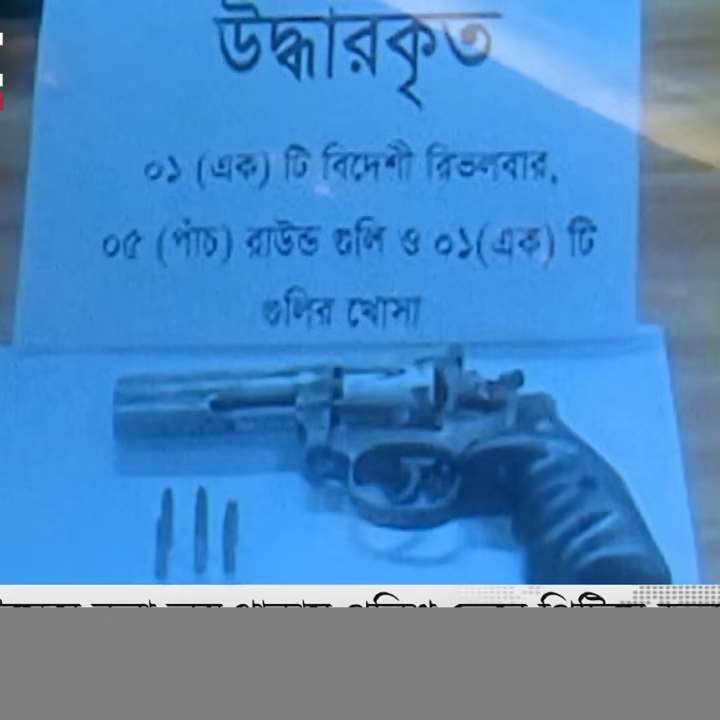 উদ্ধারকৃত
০১ (এক) টি বিদেশী রিভলবার,
০৫ (পাঁচ) রাউন্ড গুলি ও ০১(এক) টি
গুলির খোসা